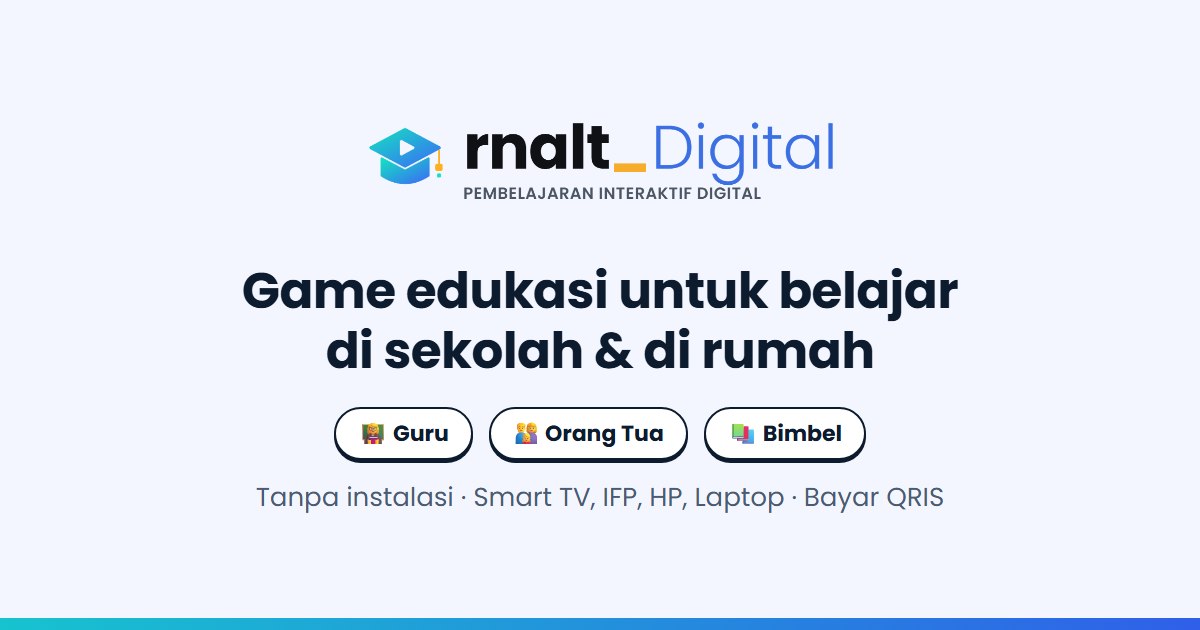 rnalt_Digital
PEMBELAJARAN INTERAKTIF DIGITAL
Game edukasi untuk belajar
di sekolah & di rumah
Guru Orang Tua Bimbel
Tanpa instalasi · Smart TV, IFP, HP, Laptop · Bayar QRIS